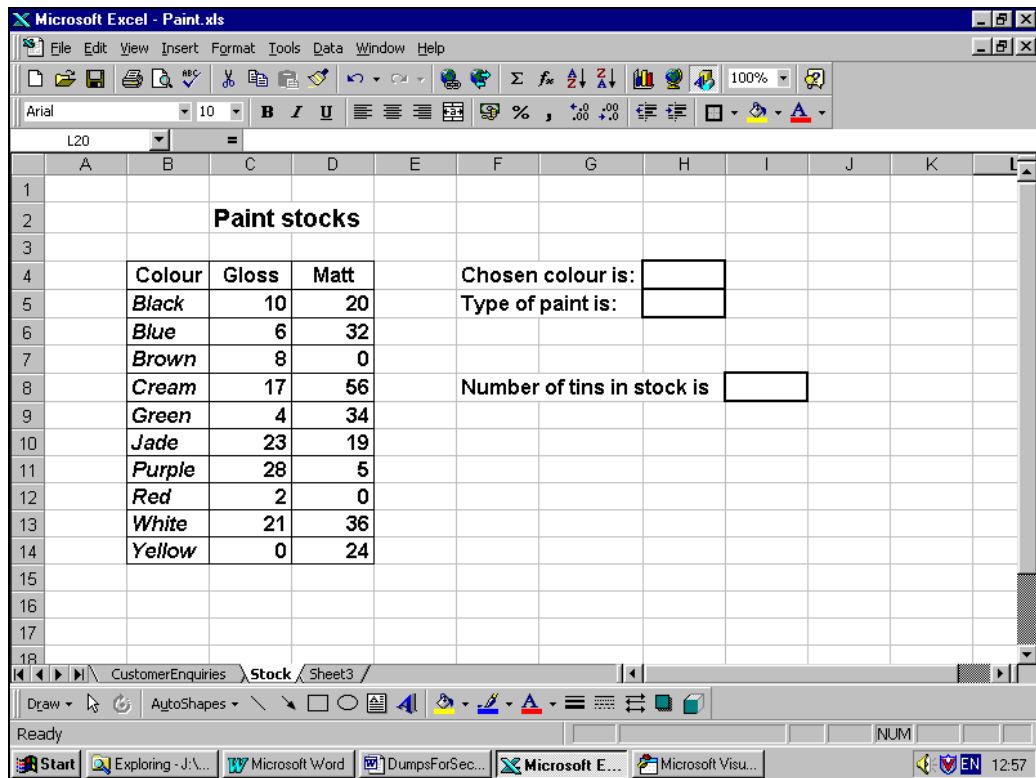 Microsoft Excel - Paint.xls
File Edit View Insert Format Tools Data Window Help
100%
Arial 10 B I U % ,
L20 =
A B C D E F G H I J K L
1
2 Paint stocks
3
4 Colour Gloss Matt Chosen colour is:
5 Black 10 20 Type of paint is:
6 Blue 6 32
7 Brown 8 0
8 Cream 17 56 Number of tins in stock is
9 Green 4 34
10 Jade 23 19
11 Purple 28 5
12 Red 2 0
13 White 21 36
14 Yellow 0 24
15
16
17
18
CustomerEnquiries Stock Sheet3
Draw AutoShapes
Ready NUM
Start Exploring - J:\... Microsoft Word DumpsForSec... Microsoft E... Microsoft Visu... EN 12:57